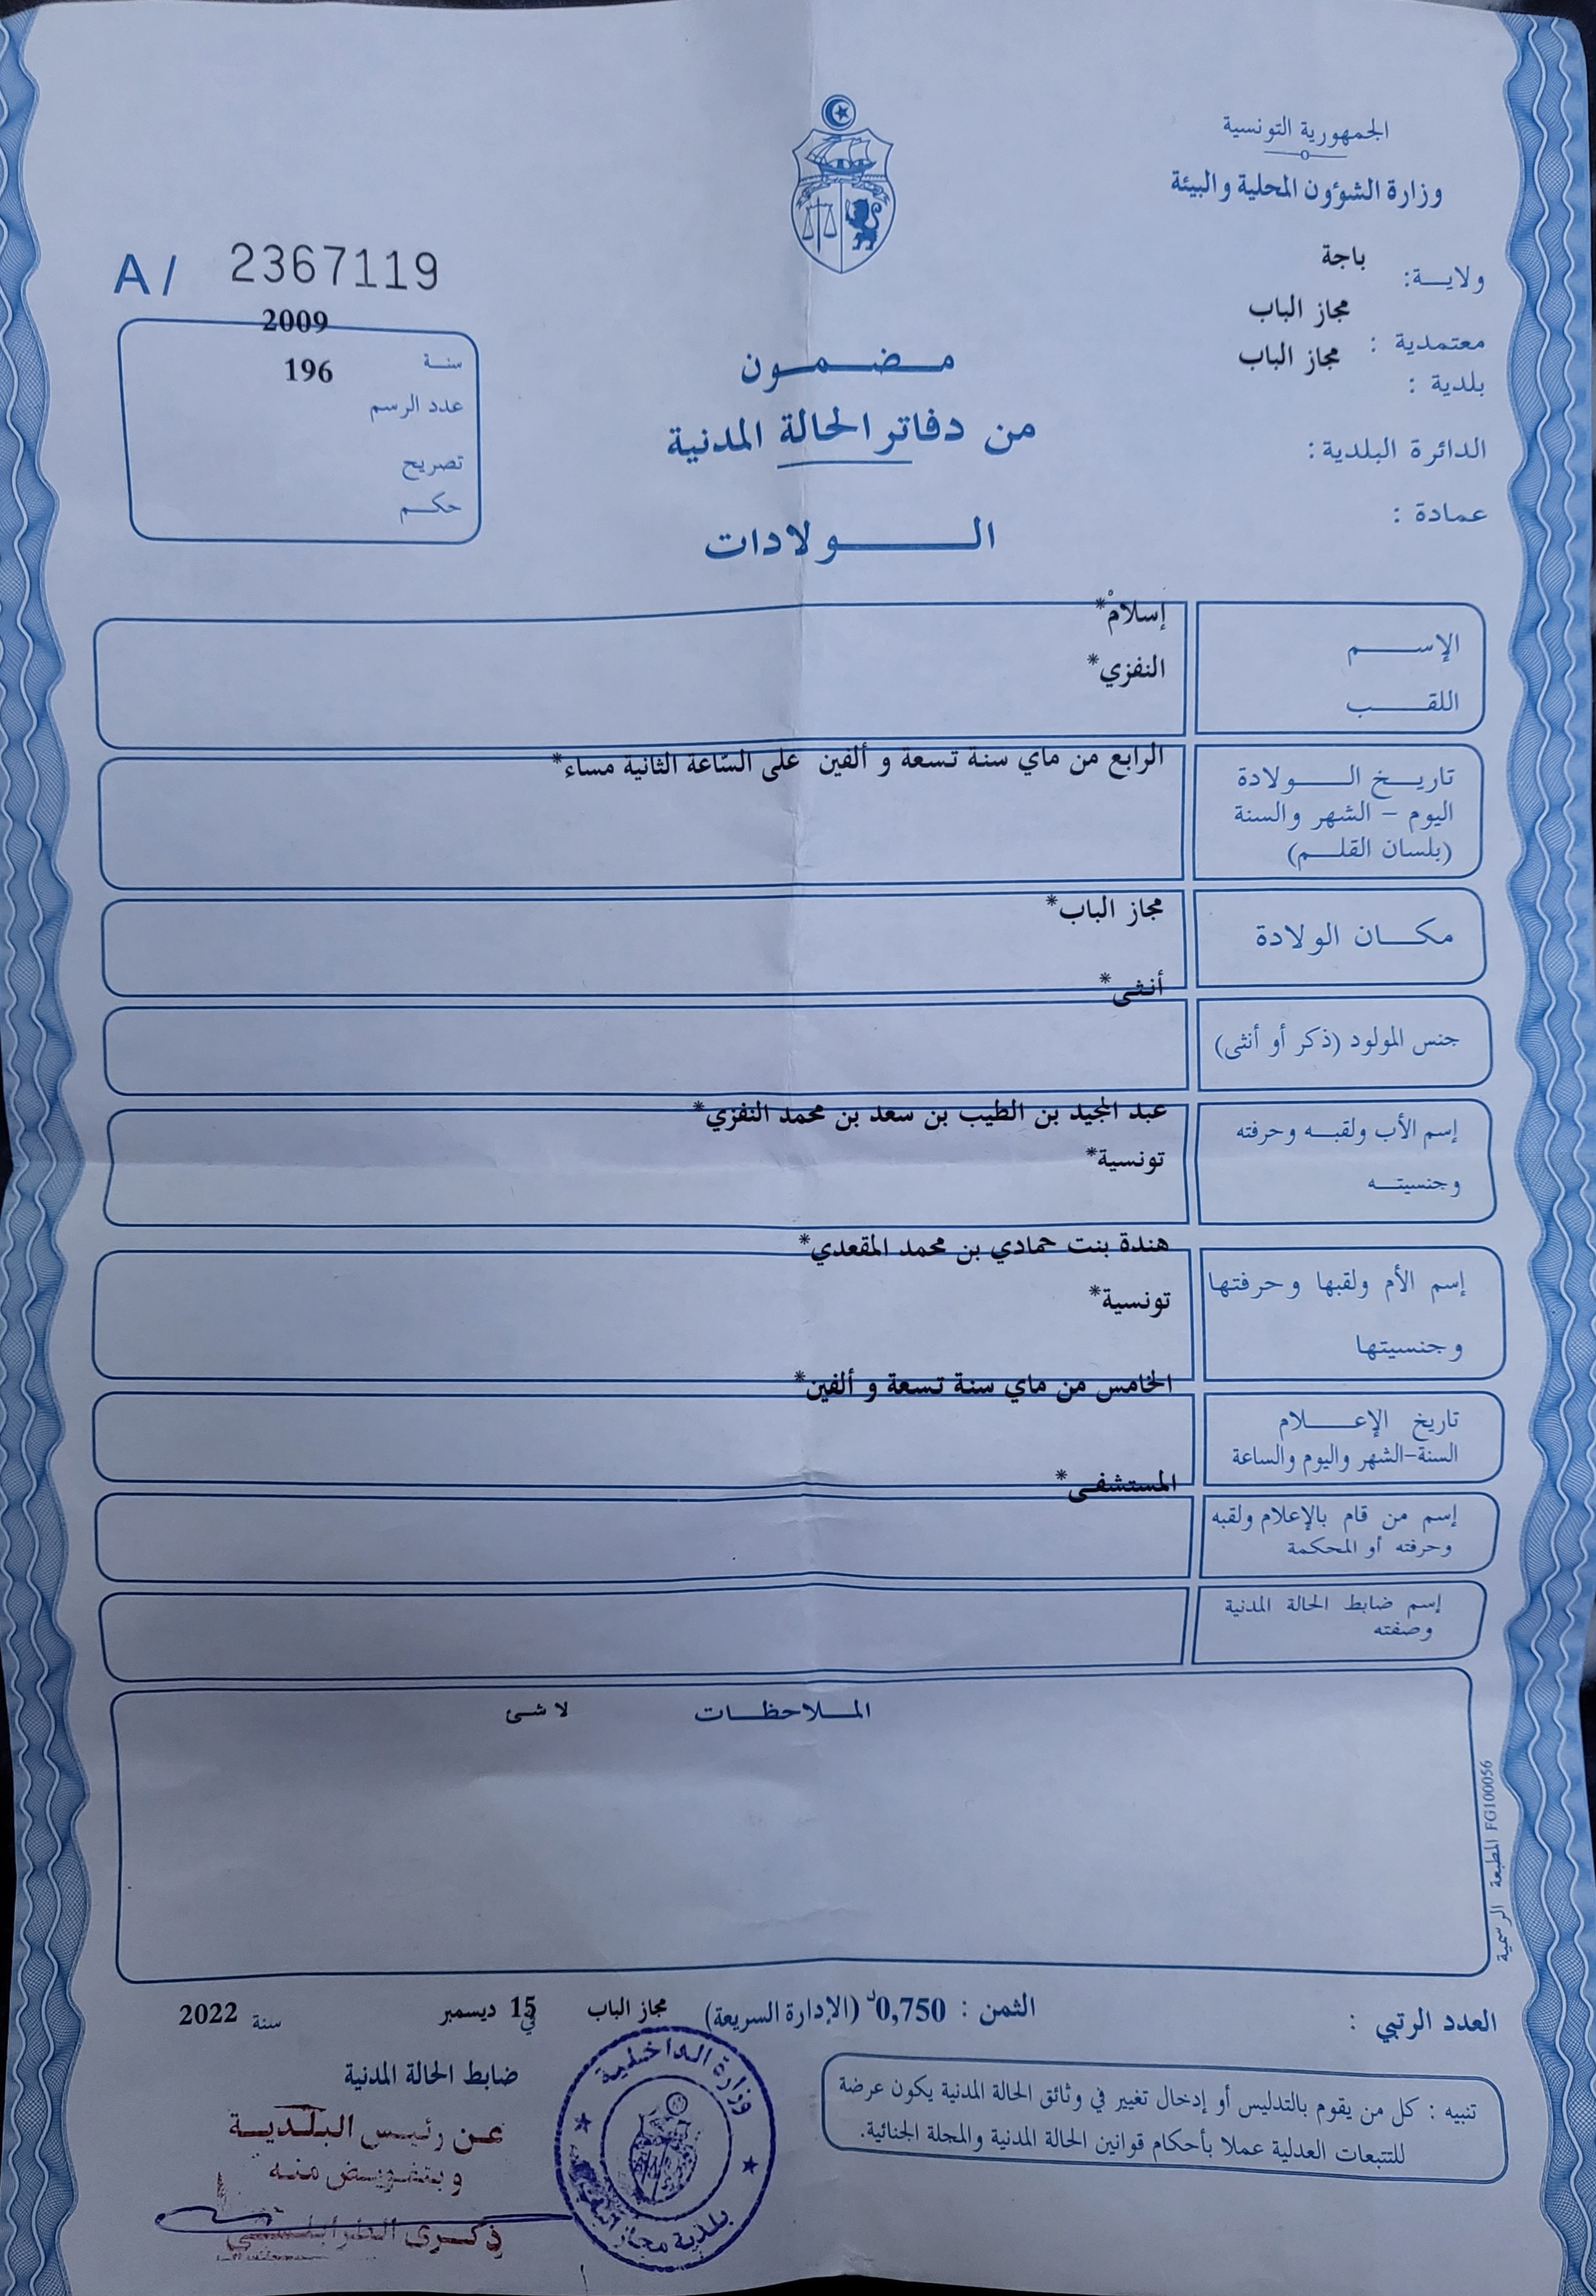 الجمهورية التونسية
وزارة الشؤون المحلية والبيئة
ولاية: باجة
معتمدية : مجاز الباب
بلدية : مجاز الباب
الدائرة البلدية :
عمادة :
A/ 2367119
سنة 2009
عدد الرسم 196
تصريح
حكم
مضمون
من دفاتر الحالة المدنية
الولادات
الإسم إسلامْ*
اللقب النفزي*
تاريخ الولادة
اليوم - الشهر والسنة
(بلسان القلم)
الرابع من ماي سنة تسعة و ألفين على السّاعة الثانية مساء*
مكان الولادة مجاز الباب*
جنس المولود (ذكر أو أنثى) أنثى*
إسم الأب ولقبه وحرفته عبد المجيد بن الطيب بن سعد بن محمد النفزي*
وجنسيته تونسية*
إسم الأم ولقبها وحرفتها هندة بنت حمادي بن محمد المقعدي*
وجنسيتها تونسية*
تاريخ الإعلام
السنة-الشهر واليوم والساعة
الخامس من ماي سنة تسعة و ألفين*
إسم من قام بالإعلام ولقبه
وحرفته أو المحكمة
المستشفى*
إسم ضابط الحالة المدنية
وصفته
الملاحظات لا شئ
المطبعة الرسمية FG100056
العدد الرتبي :
الثمن : 0,750د (الإدارة السريعة)
مجاز الباب في 15 ديسمبر سنة 2022
تنبيه : كل من يقوم بالتدليس أو إدخال تغيير في وثائق الحالة المدنية يكون عرضة
للتتبعات العدلية عملا بأحكام قوانين الحالة المدنية والمجلة الجنائية.
ضابط الحالة المدنية
عن رئيس البلدية
وبتفويض منه
ذكرى الطرابلسي
وزارة الداخلية
بلدية مجاز الباب